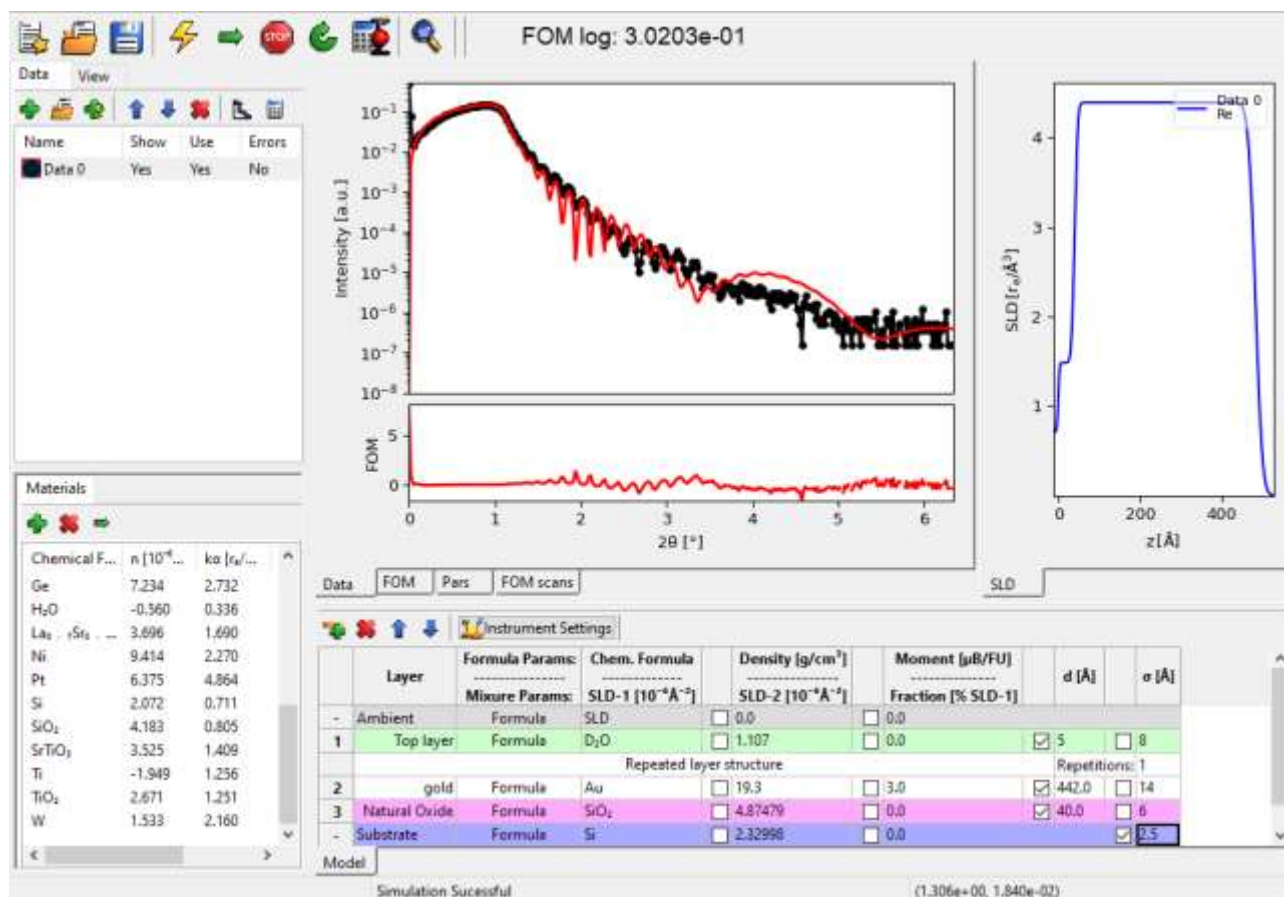 STOP
FOM log: 3.0203e-01
Data View
Name Show Use Errors
Data 0 Yes Yes No
Intensity [a.u.]
10⁻¹
10⁻²
10⁻³
10⁻⁴
10⁻⁵
10⁻⁶
10⁻⁷
10⁻⁸
FOM
5
0
0 1 2 3 4 5 6
2θ [°]
Data 0
Re
SLD [rₑ/Å³]
4
3
2
1
0 200 400
z [Å]
Data FOM Pars FOM scans
SLD
Materials
Chemical F... n [10⁻⁶... kα [rₑ/...
Ge 7.234 2.732
H₂O -0.560 0.336
3.696 1.690
Ni 9.414 2.270
Pt 6.375 4.864
Si 2.072 0.711
SiO₂ 4.183 0.805
SrTiO₃ 3.525 1.409
Ti -1.949 1.256
TiO₂ 2.671 1.251
W 1.533 2.160
Instrument Settings
Layer Formula Params: Chem. Formula Density [g/cm³] Moment [µB/FU] d [Å] σ [Å]
Mixure Params: SLD-1 [10⁻⁶Å⁻²] SLD-2 [10⁻⁶Å⁻²] Fraction [% SLD-1]
- Ambient Formula SLD 0.0 0.0
1 Top layer Formula D₂O 1.107 0.0 5 8
Repeated layer structure Repetitions: 1
2 gold Formula Au 19.3 3.0 442.0 14
3 Natural Oxide Formula SiO₂ 4.87479 0.0 40.0 6
- Substrate Formula Si 2.32998 0.0 2.5
Model
Simulation Sucessful (1.306e+00, 1.840e-02)